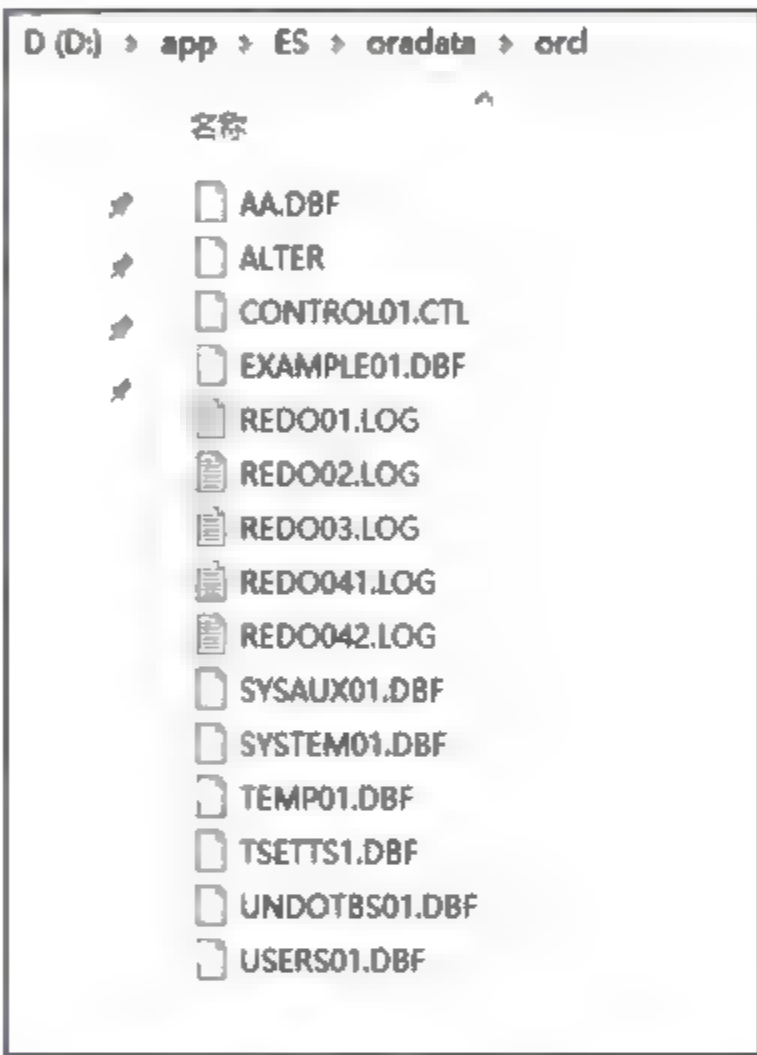 D (D:) > app > ES > oradata > orcl
名称
AA.DBF
ALTER
CONTROL01.CTL
EXAMPLE01.DBF
REDO01.LOG
REDO02.LOG
REDO03.LOG
REDO041.LOG
REDO042.LOG
SYSAUX01.DBF
SYSTEM01.DBF
TEMP01.DBF
TSETTS1.DBF
UNDOTBS01.DBF
USERS01.DBF